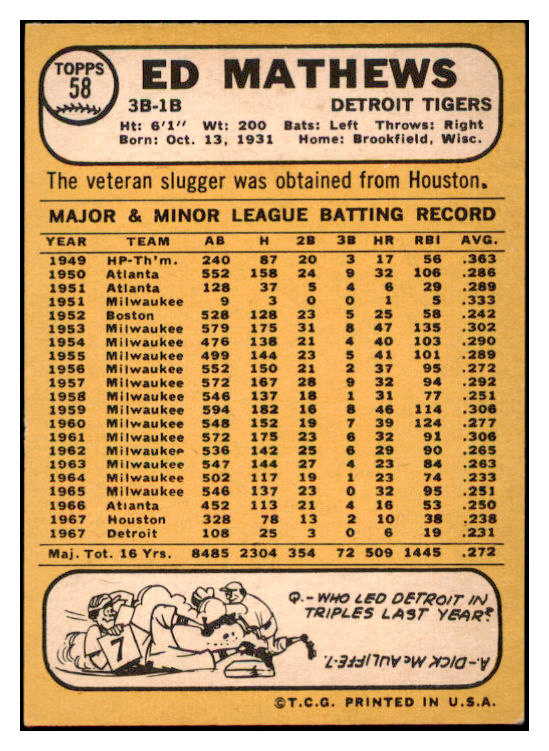 TOPPS
58
ED MATHEWS
3B-1B DETROIT TIGERS
Ht: 6'1" Wt: 200 Bats: Left Throws: Right
Born: Oct. 13, 1931 Home: Brookfield, Wisc.
The veteran slugger was obtained from Houston.
MAJOR & MINOR LEAGUE BATTING RECORD
YEAR TEAM AB H 2B 3B HR RBI AVG.
1949 HP-Th'm. 240 87 20 3 17 56 .363
1950 Atlanta 552 158 24 9 32 106 .286
1951 Atlanta 128 37 5 4 6 29 .289
1951 Milwaukee 9 3 0 0 1 5 .333
1952 Boston 528 128 23 5 25 58 .242
1953 Milwaukee 579 175 31 8 47 135 .302
1954 Milwaukee 476 138 21 4 40 103 .290
1955 Milwaukee 499 144 23 5 41 101 .289
1956 Milwaukee 552 150 21 2 37 95 .272
1957 Milwaukee 572 167 28 9 32 94 .292
1958 Milwaukee 546 137 18 1 31 77 .251
1959 Milwaukee 594 182 16 8 46 114 .306
1960 Milwaukee 548 152 19 7 39 124 .277
1961 Milwaukee 572 175 23 6 32 91 .306
1962 Milwaukee 536 142 25 6 29 90 .265
1963 Milwaukee 547 144 27 4 23 84 .263
1964 Milwaukee 502 117 19 1 23 74 .233
1965 Milwaukee 546 137 23 0 32 95 .251
1966 Atlanta 452 113 21 4 16 53 .250
1967 Houston 328 78 13 2 10 38 .238
1967 Detroit 108 25 3 0 6 19 .231
Maj. Tot. 16 Yrs. 8485 2304 354 72 509 1445 .272
Q.-WHO LED DETROIT IN
TRIPLES LAST YEAR?
7
A-DICK McAULIFFE-7.
©T.C.G. PRINTED IN U.S.A.